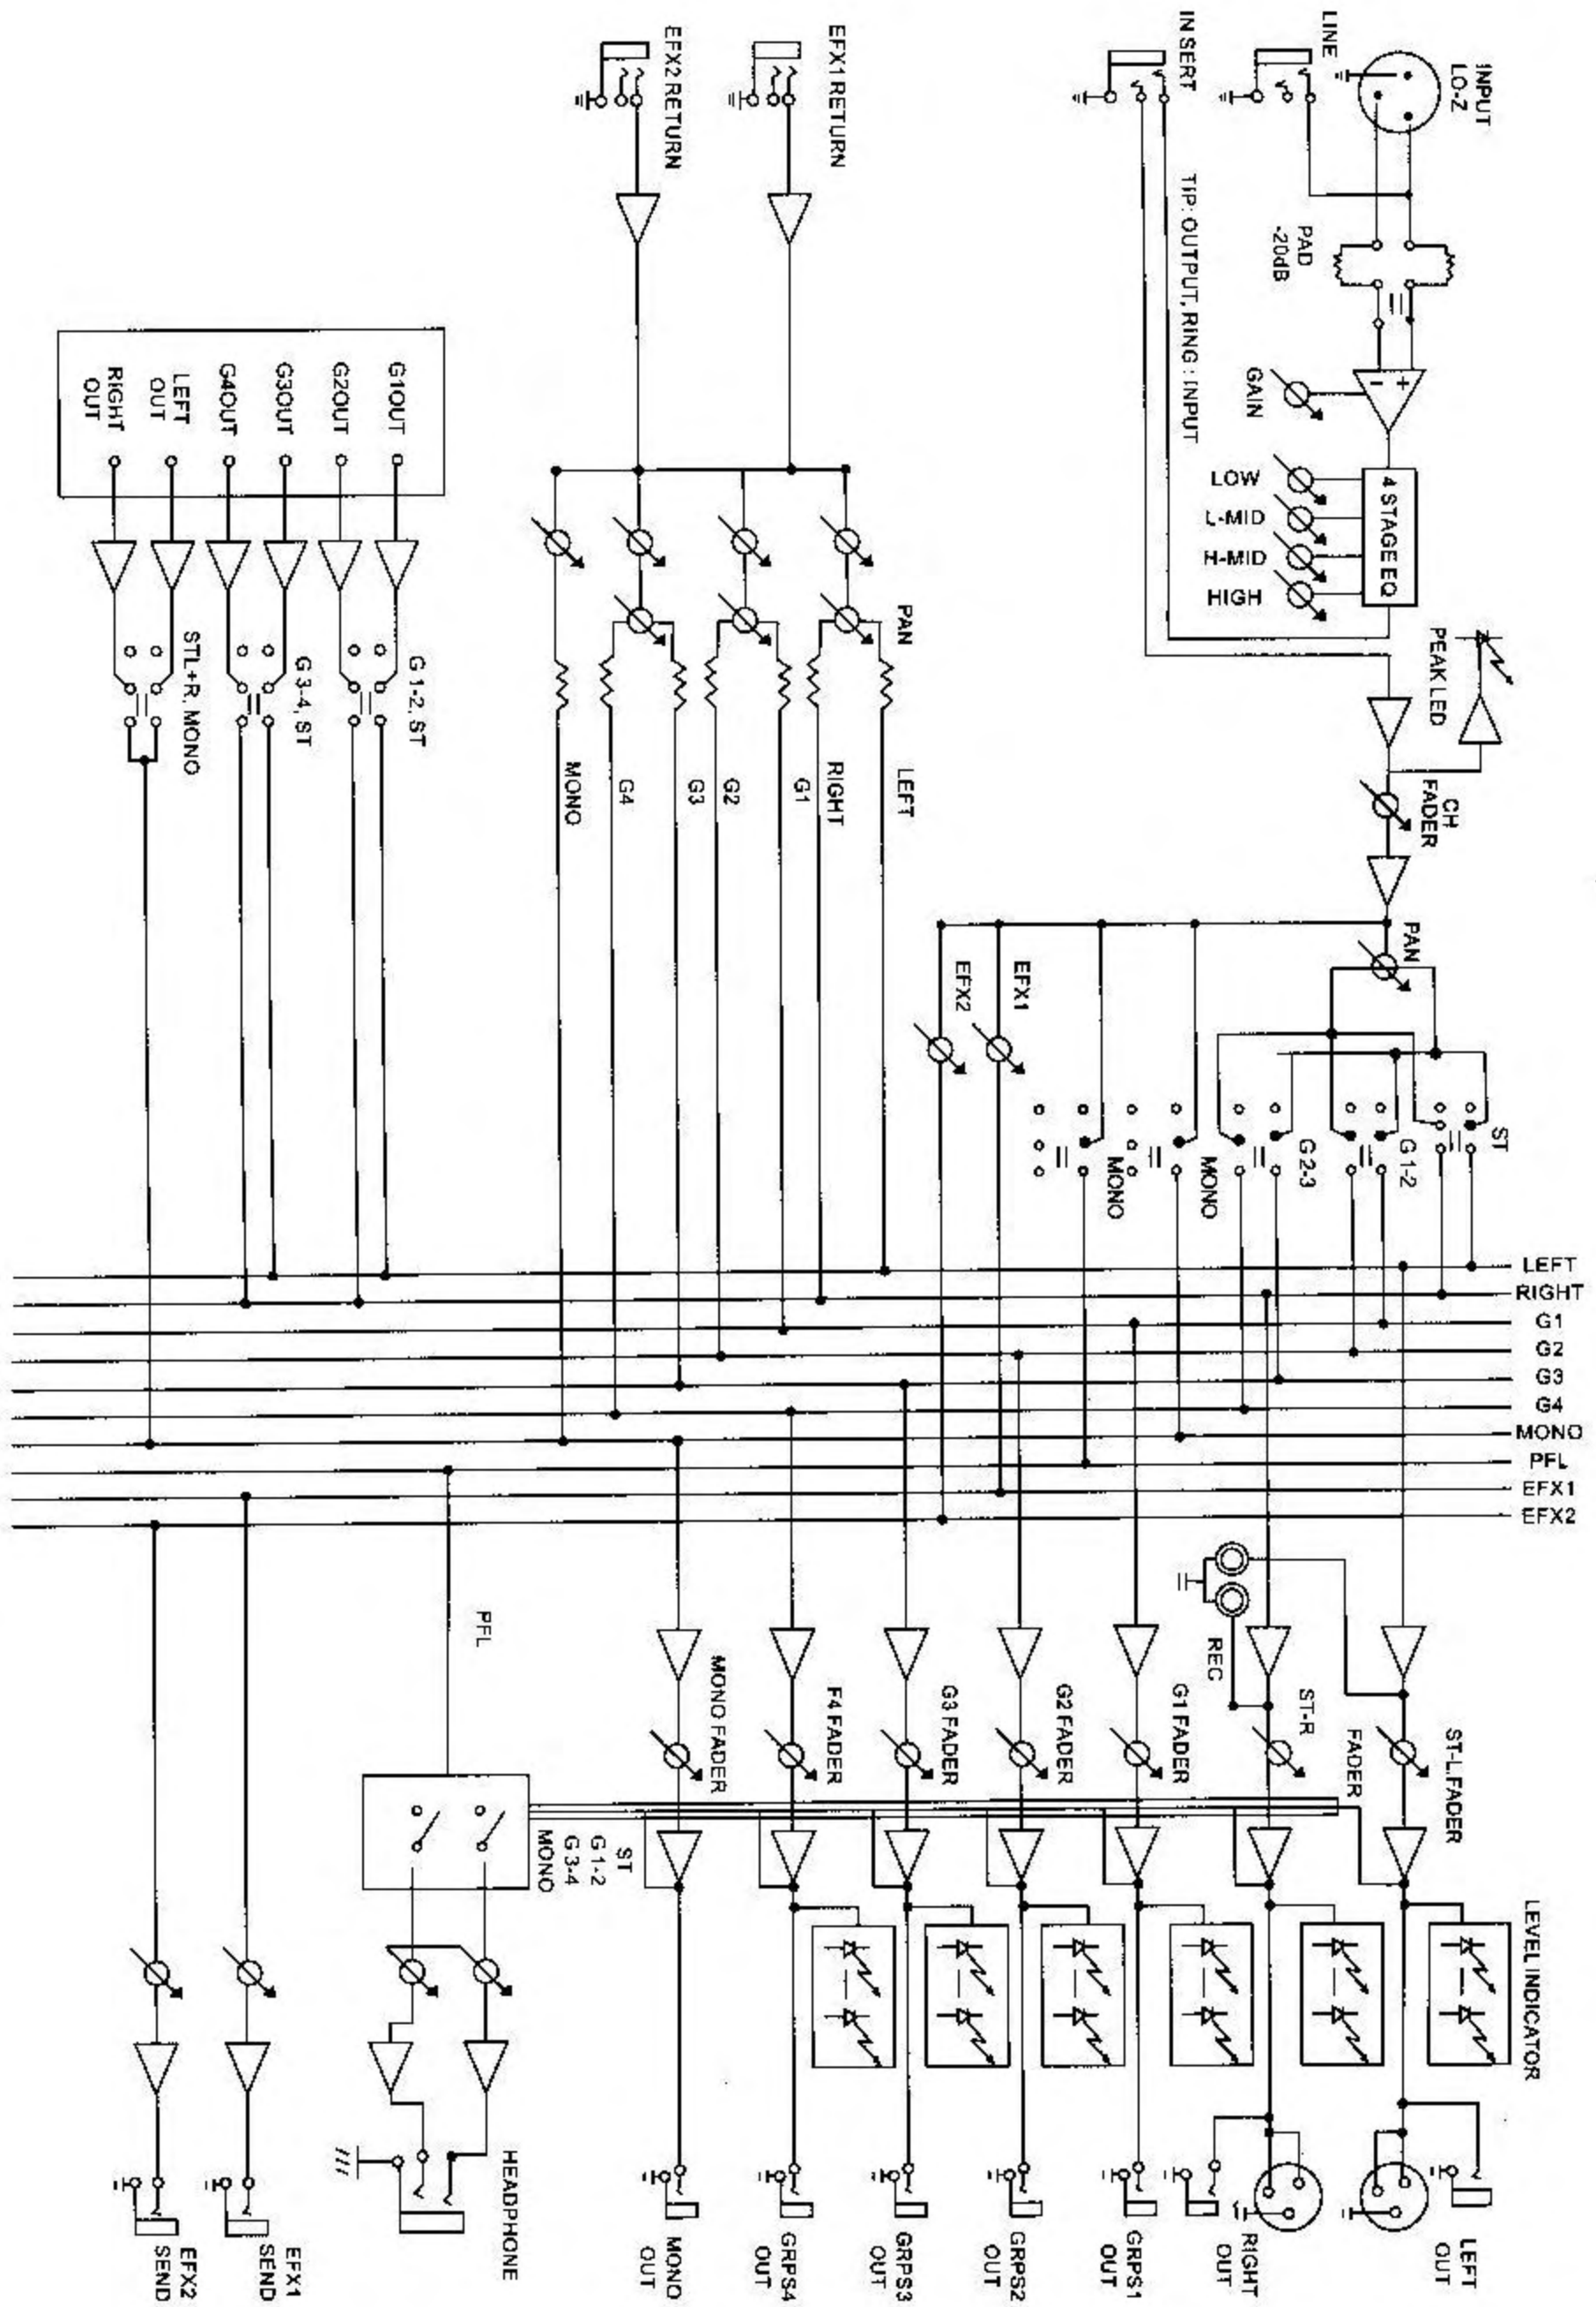 INPUT
LO-Z
LINE
INSERT
TIP: OUTPUT, RING : INPUT
PAD
-20dB
GAIN
+
-
4 STAGE EQ
LOW
L-MID
H-MID
HIGH
PEAK LED
CH
FADER
PAN
EFX1
EFX2
ST
G 1-2
G 2-3
MONO
MONO
EFX1 RETURN
EFX2 RETURN
PAN
LEFT
RIGHT
G1
G2
G3
G4
MONO
G1OUT
G2OUT
G3OUT
G4OUT
LEFT
OUT
RIGHT
OUT
G 1-2, ST
G 3-4, ST
STL+R, MONO
LEFT
RIGHT
G1
G2
G3
G4
MONO
PFL
EFX1
EFX2
REC
ST-L.FADER
ST-R
FADER
G1 FADER
G2 FADER
G3 FADER
F4 FADER
MONO FADER
PFL
ST
G 1-2
G 3-4
MONO
LEVEL INDICATOR
LEFT
OUT
RIGHT
OUT
GRPS1
OUT
GRPS2
OUT
GRPS3
OUT
GRPS4
OUT
MONO
OUT
HEADPHONE
EFX1
SEND
EFX2
SEND